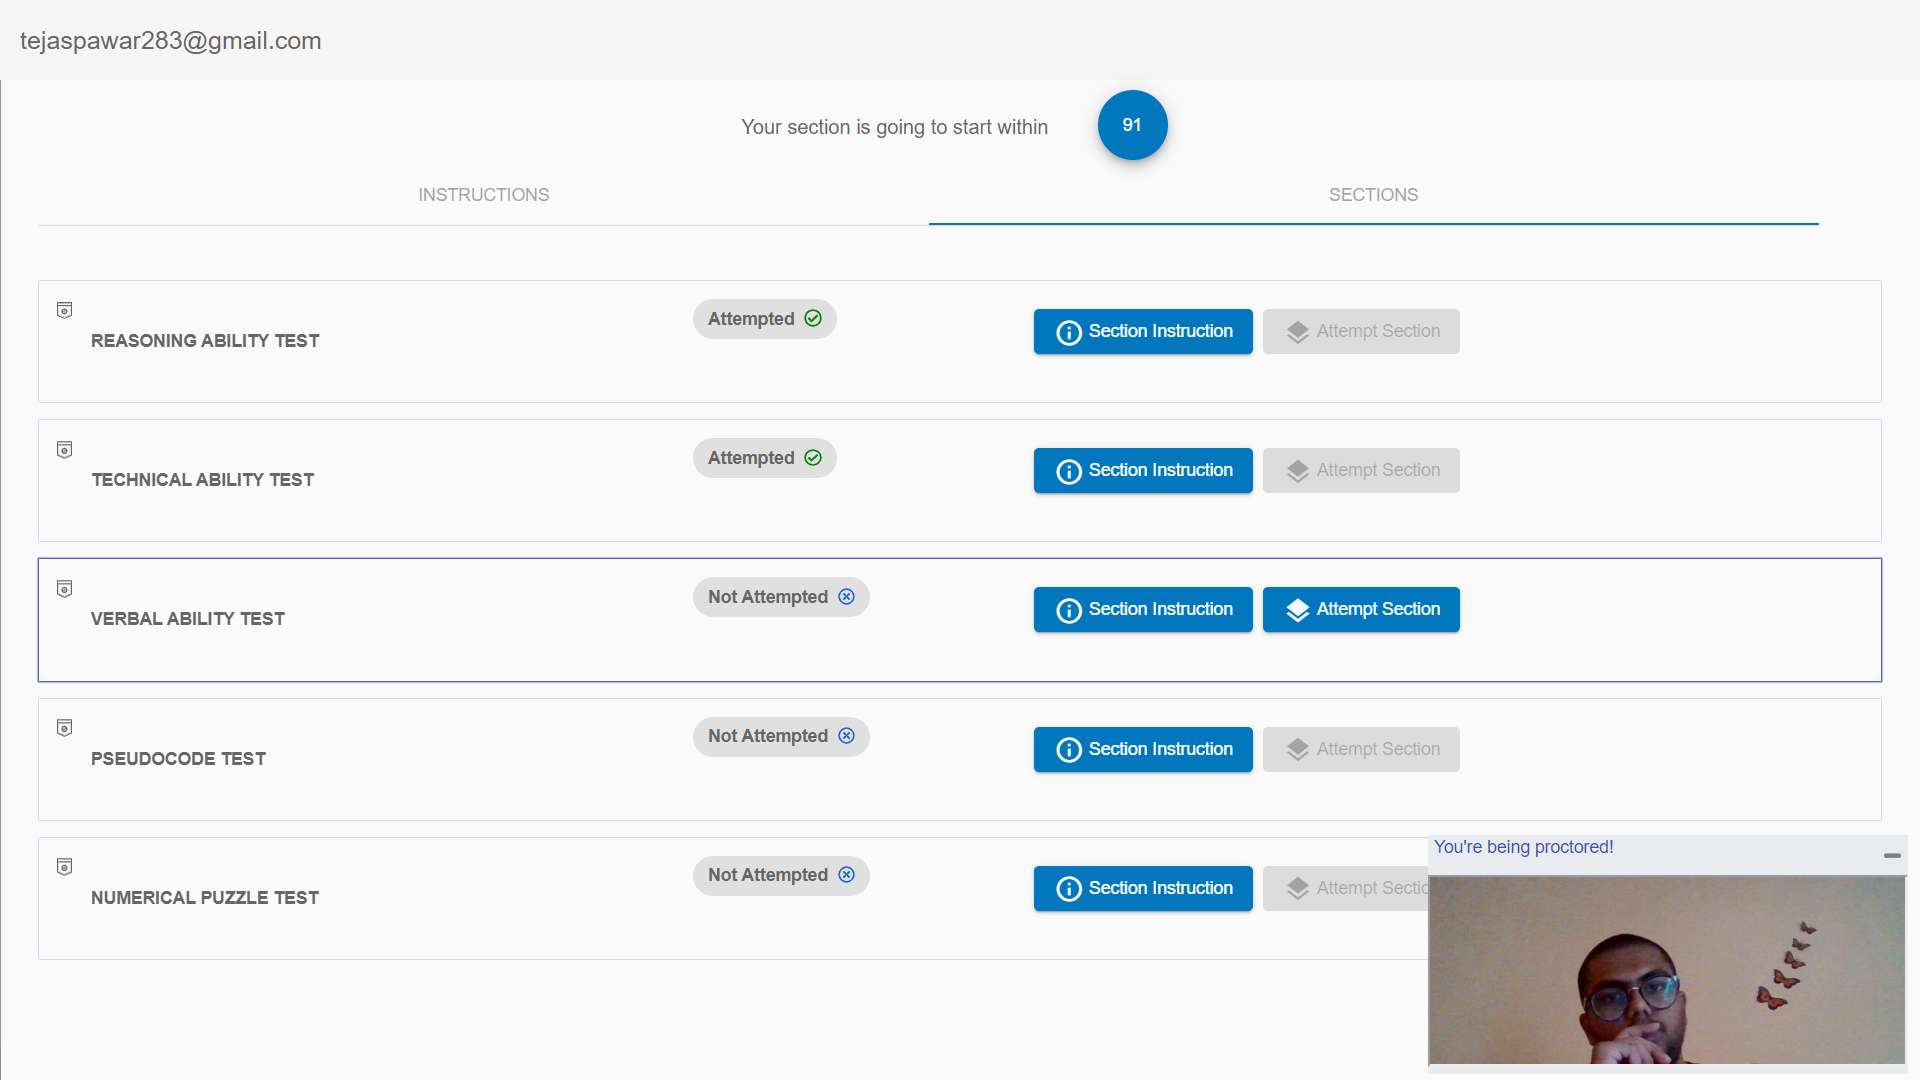 tejaspawar283@gmail.com
Your section is going to start within 91
INSTRUCTIONS SECTIONS
Attempted
REASONING ABILITY TEST Section Instruction Attempt Section
Attempted
TECHNICAL ABILITY TEST Section Instruction Attempt Section
Not Attempted
VERBAL ABILITY TEST Section Instruction Attempt Section
Not Attempted
PSEUDOCODE TEST Section Instruction Attempt Section
You're being proctored!
Not Attempted
NUMERICAL PUZZLE TEST Section Instruction Attempt Sectio